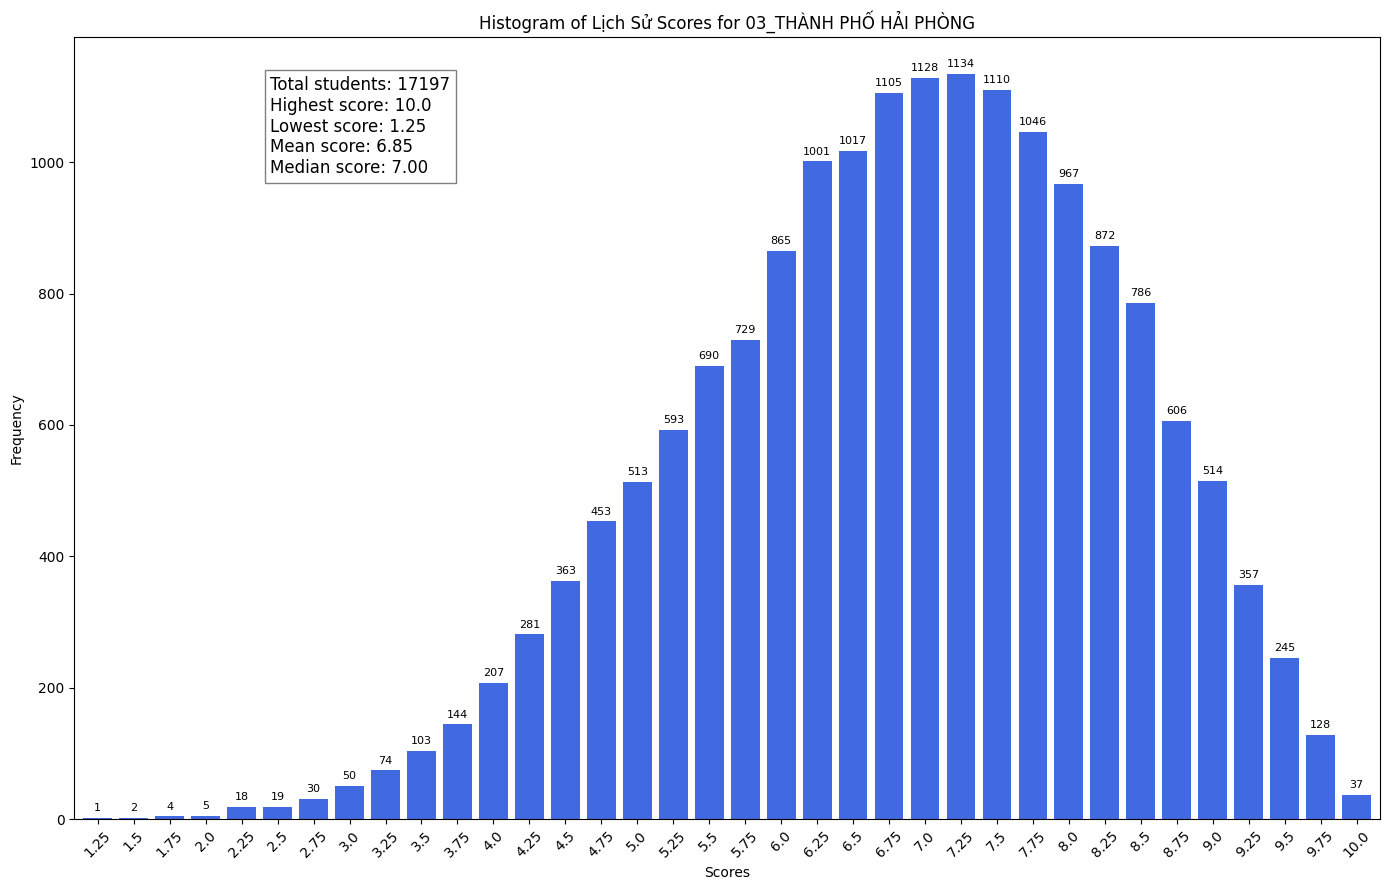 Histogram of Lịch Sử Scores for 03_THÀNH PHỐ HẢI PHÒNG
Total students: 17197
Highest score: 10.0
Lowest score: 1.25
Mean score: 6.85
Median score: 7.00
Frequency
1000
800
600
400
200
0
1 2 4 5 18 19 30 50 74 103 144 207 281 363 453 513 593 690 729 865 1001 1017 1105 1128 1134 1110 1046 967 872 786 606 514 357 245 128 37
1.25 1.5 1.75 2.0 2.25 2.5 2.75 3.0 3.25 3.5 3.75 4.0 4.25 4.5 4.75 5.0 5.25 5.5 5.75 6.0 6.25 6.5 6.75 7.0 7.25 7.5 7.75 8.0 8.25 8.5 8.75 9.0 9.25 9.5 9.75 10.0
Scores